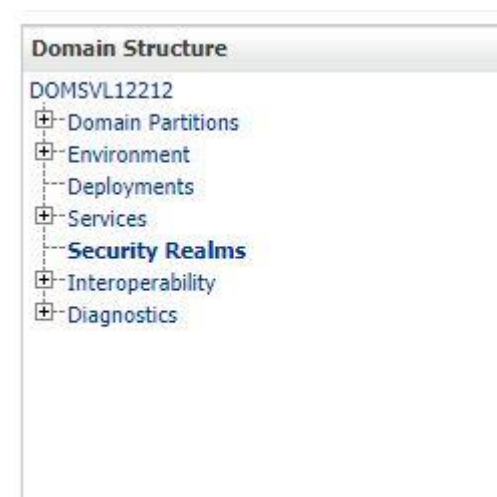 Domain Structure
DOMSVL12212
Domain Partitions
Environment
Deployments
Services
Security Realms
Interoperability
Diagnostics